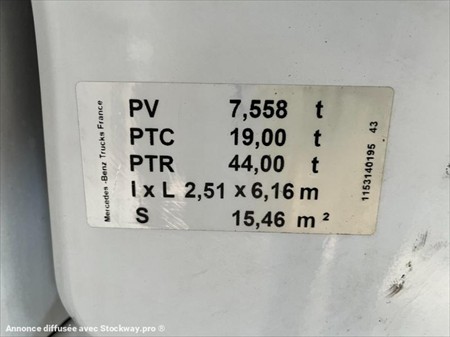 Mercedes -Benz Trucks France
PV 7,558 t
PTC 19,00 t
PTR 44,00 t
l x L 2,51 x 6,16 m
S 15,46 m ²
1153140195 43
Annonce diffusée avec Stockway.pro ®